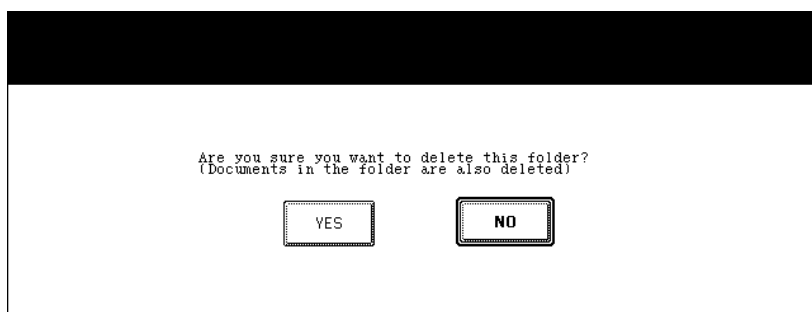 Are you sure you want to delete this folder?
(Documents in the folder are also deleted)
YES NO